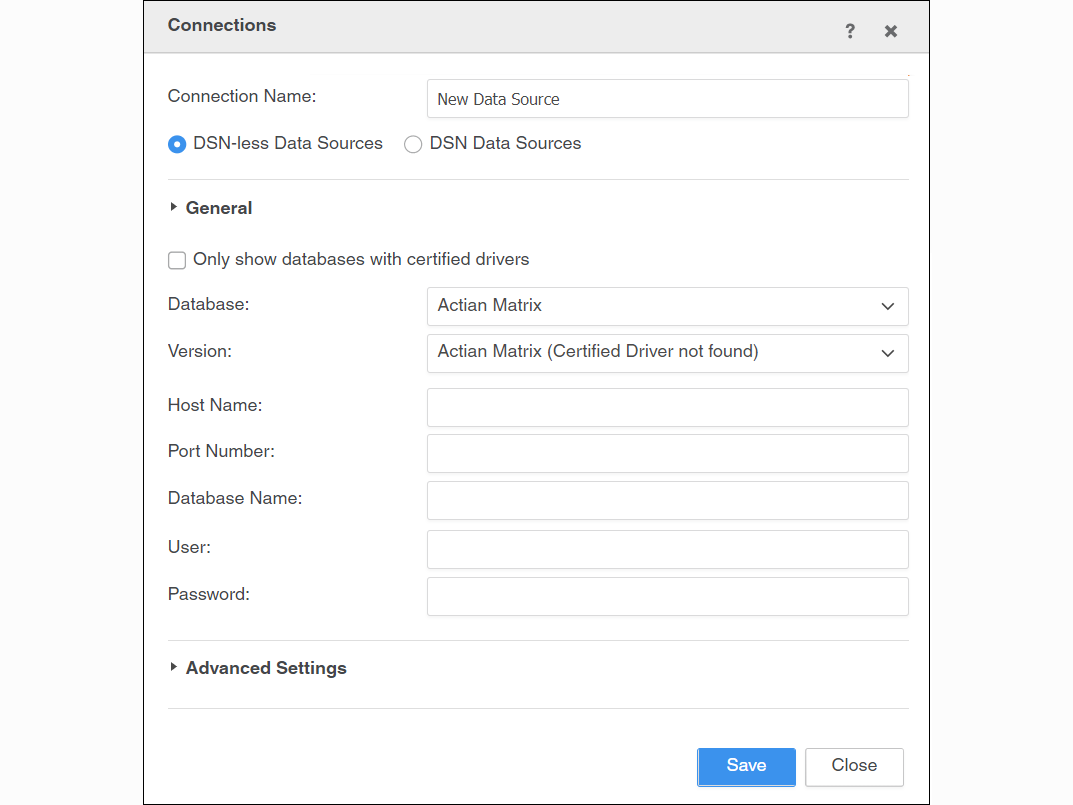 Connections
?
Connection Name: New Data Source
DSN-less Data Sources DSN Data Sources
General
Only show databases with certified drivers
Database: Actian Matrix
Version: Actian Matrix (Certified Driver not found)
Host Name:
Port Number:
Database Name:
User:
Password:
Advanced Settings
Save Close